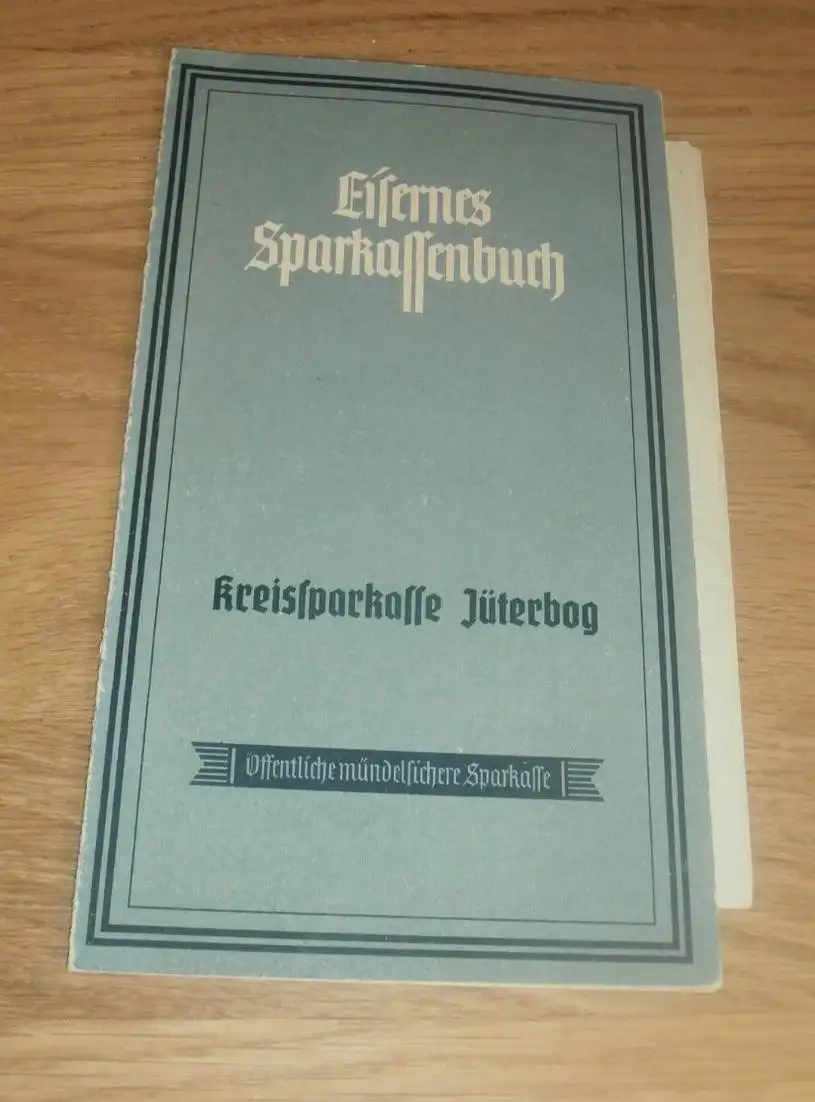 Eiſernes
Sparkaſſenbuch
Kreisſparkaſſe Jüterbog
Öffentliche mündelſichere Sparkaſſe